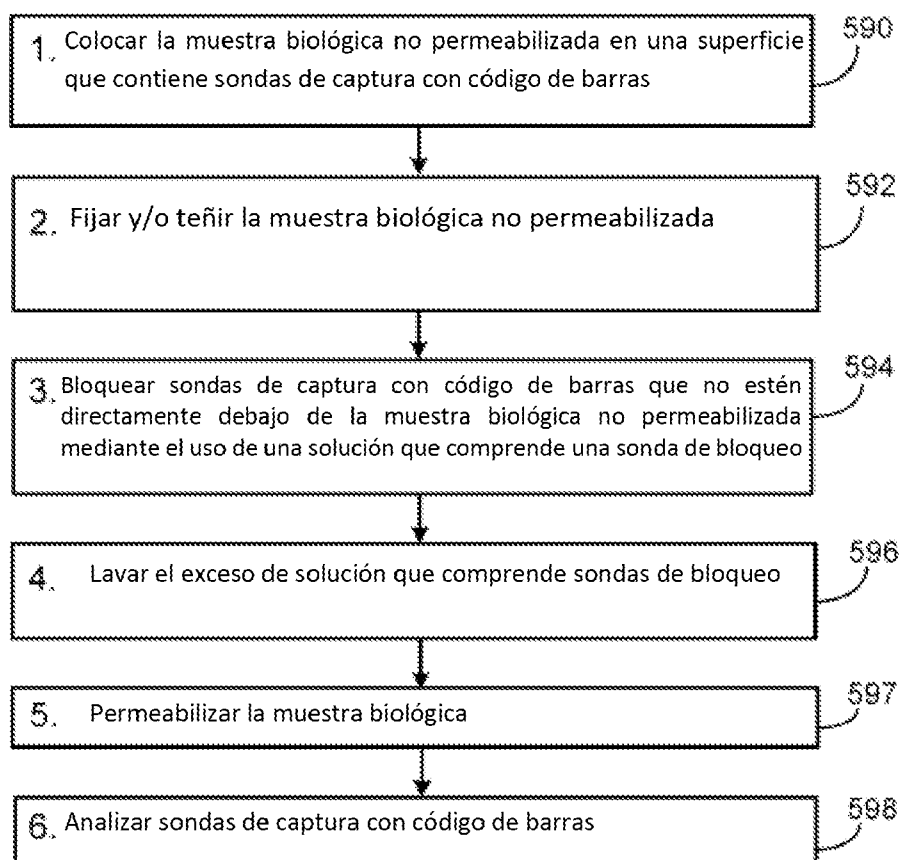 1. Colocar la muestra biológica no permeabilizada en una superficie
que contiene sondas de captura con código de barras
590
2. Fijar y/o teñir la muestra biológica no permeabilizada
592
3. Bloquear sondas de captura con código de barras que no estén
directamente debajo de la muestra biológica no permeabilizada
mediante el uso de una solución que comprende una sonda de bloqueo
594
4. Lavar el exceso de solución que comprende sondas de bloqueo
596
5. Permeabilizar la muestra biológica
597
6. Analizar sondas de captura con código de barras
598